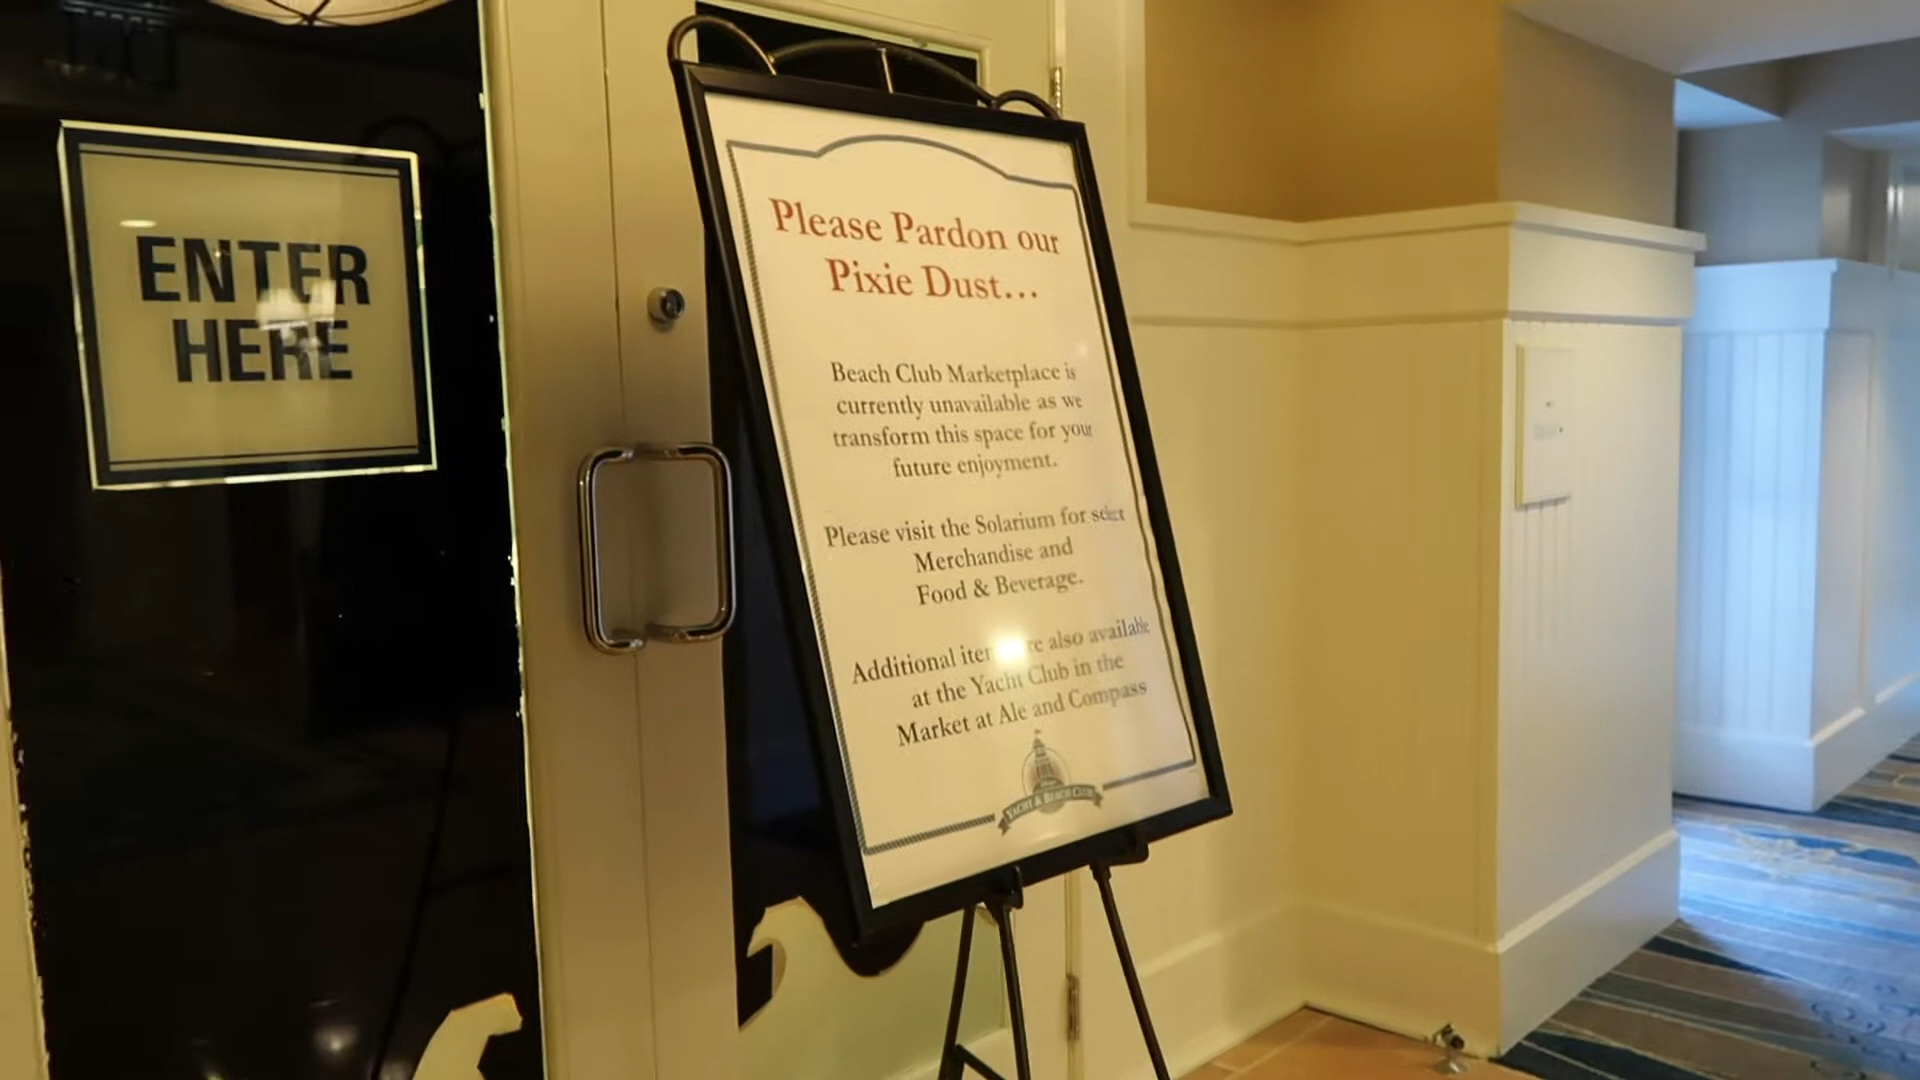 ENTER
HERE
Please Pardon our
Pixie Dust...
Beach Club Marketplace is
currently unavailable as we
transform this space for your
future enjoyment.
Please visit the Solarium for select
Merchandise and
Food & Beverage.
Additional also available
at the Yacht Club in the
Market at Ale and Compass
YACHT & BEACH CLUB